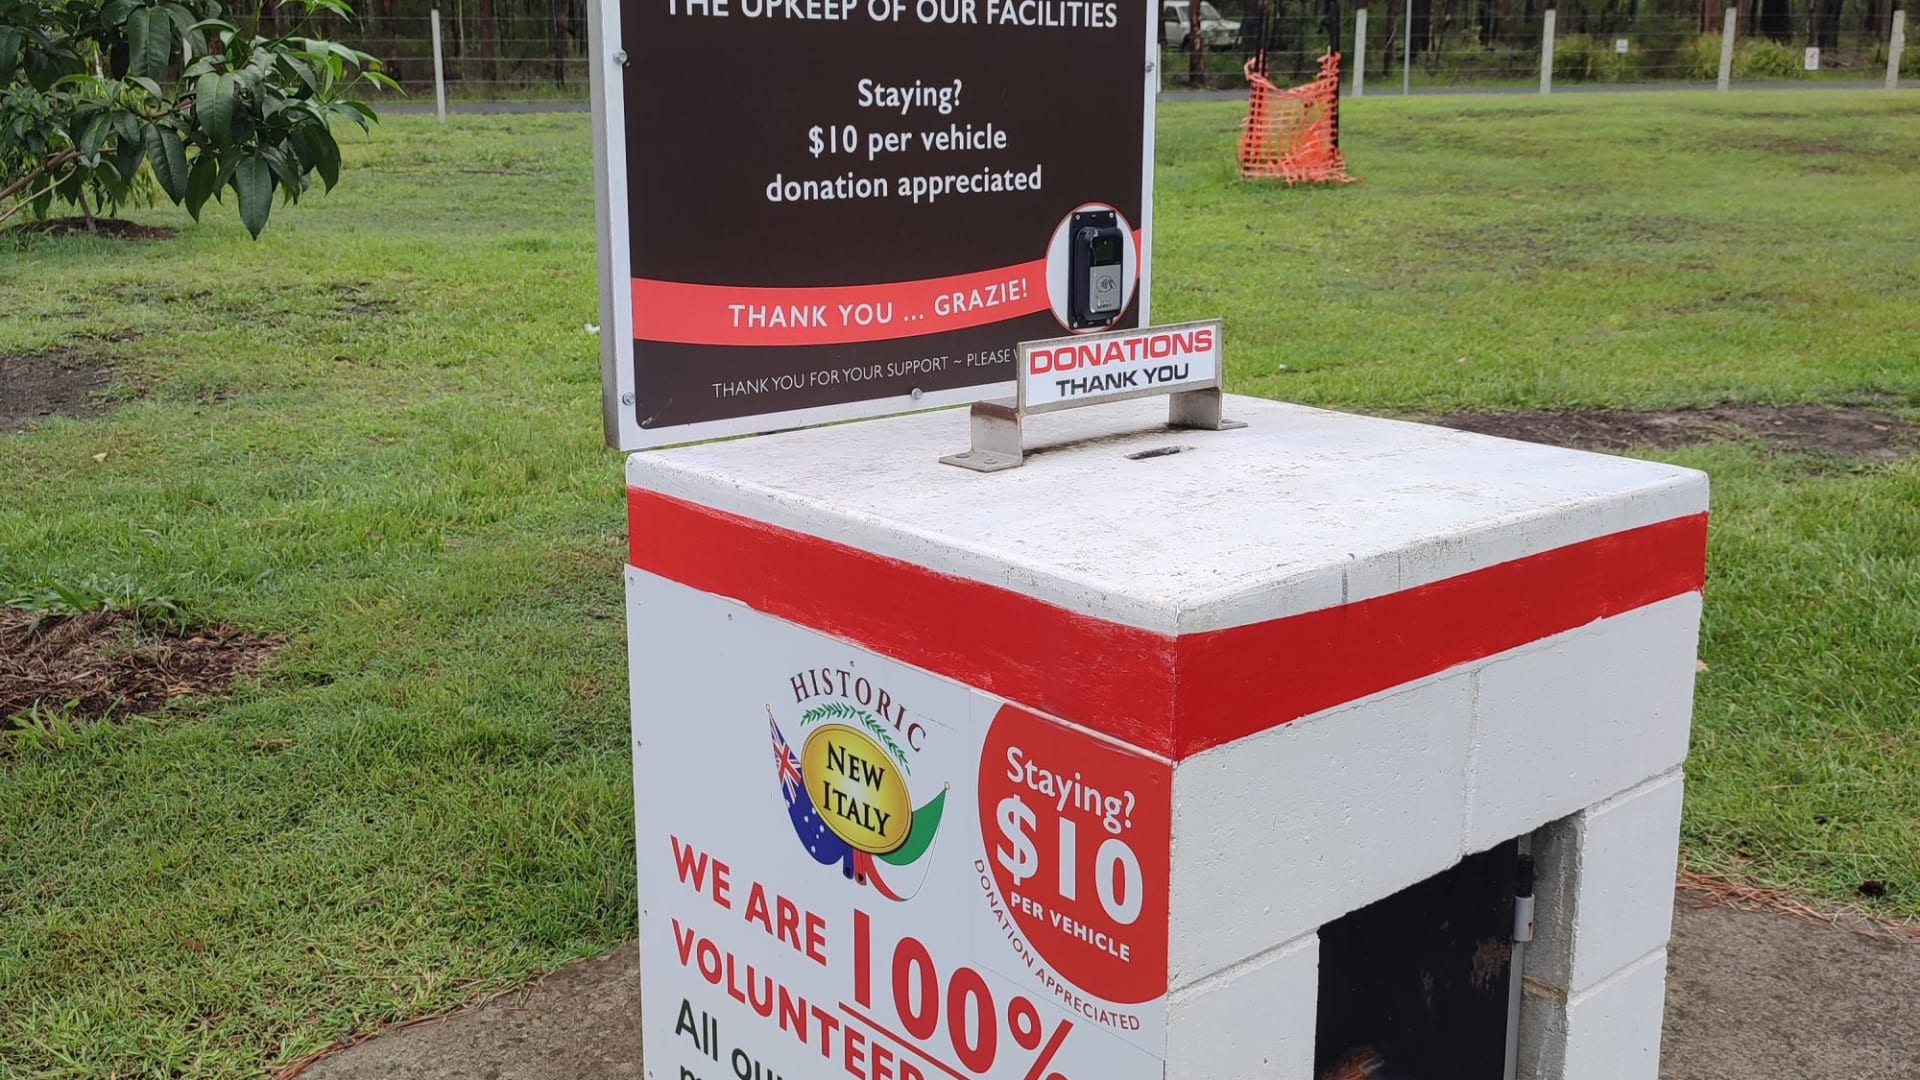 THE UPKEEP OF OUR FACILITIES
Staying?
$10 per vehicle
donation appreciated
THANK YOU ... GRAZIE!
THANK YOU FOR YOUR SUPPORT ~ PLEASE
DONATIONS
THANK YOU
HISTORIC
NEW
ITALY
Staying?
$10
PER VEHICLE
DONATION APPRECIATED
WE ARE 100%
VOLUNTEER
All our